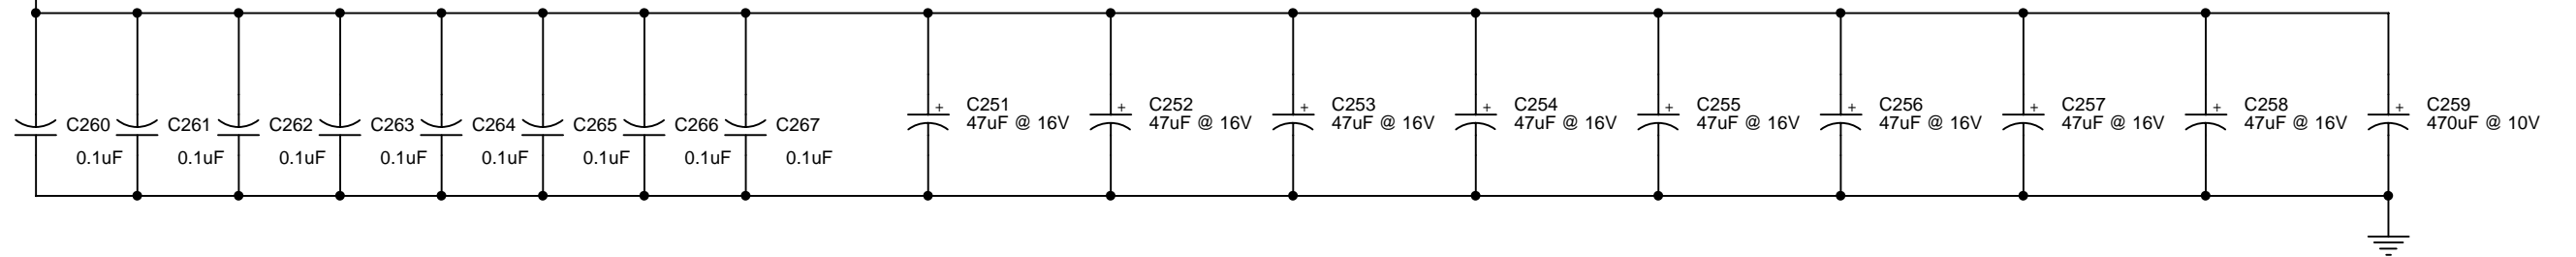 C260
0.1uF
C261
0.1uF
C262
0.1uF
C263
0.1uF
C264
0.1uF
C265
0.1uF
C266
0.1uF
C267
0.1uF
+
C251
47uF @ 16V
+
C252
47uF @ 16V
+
C253
47uF @ 16V
+
C254
47uF @ 16V
+
C255
47uF @ 16V
+
C256
47uF @ 16V
+
C257
47uF @ 16V
+
C258
47uF @ 16V
+
C259
470uF @ 10V